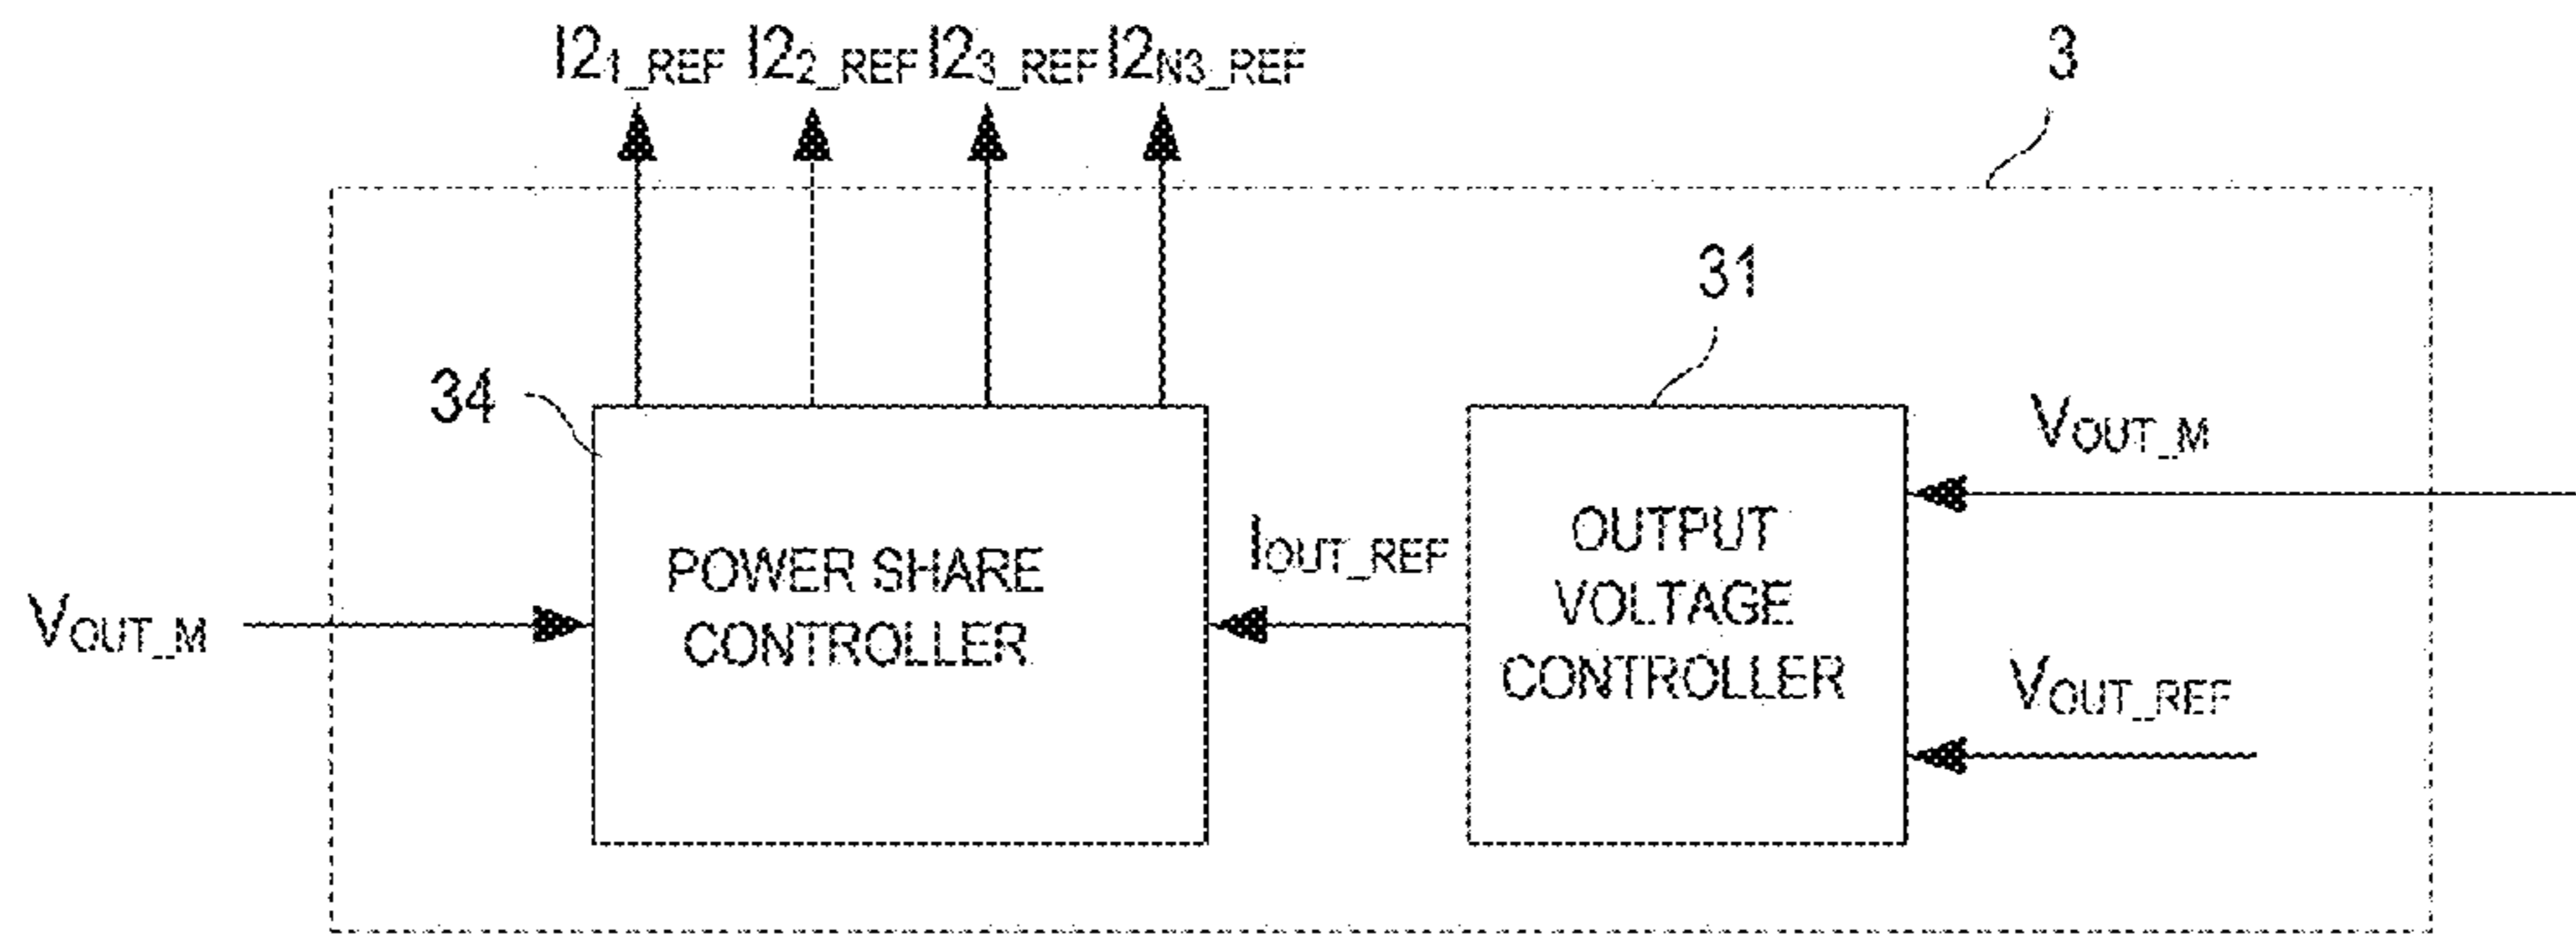 I21_REF I22_REF I23_REF I2N3_REF
3
31
34
VOUT_M
OUTPUT
VOLTAGE
CONTROLLER
IOUT_REF
POWER SHARE
CONTROLLER
VOUT_M
VOUT_REF